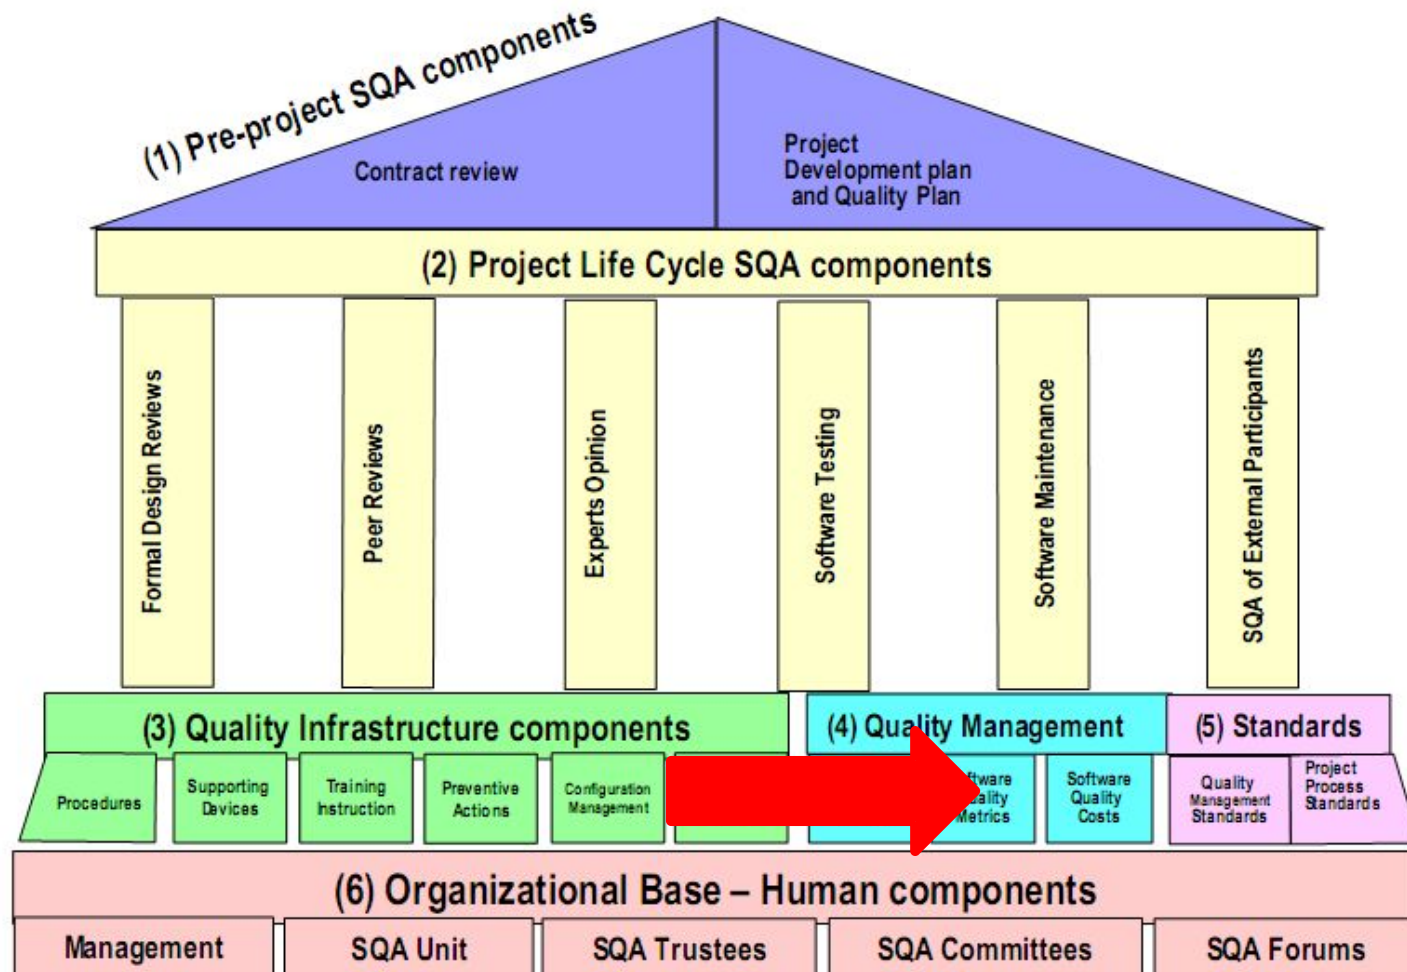 (1) Pre-project SQA components
Contract review
Project
Development plan
and Quality Plan
(2) Project Life Cycle SQA components
Formal Design Reviews
Peer Reviews
Experts Opinion
Software Testing
Software Maintenance
SQA of External Participants
(3) Quality Infrastructure components
(4) Quality Management
(5) Standards
Procedures
Supporting
Devices
Training
Instruction
Preventive
Actions
Configuration
Management
Metrics
Software
Quality
Costs
Quality
Management
Standards
Project
Process
Standards
(6) Organizational Base – Human components
Management
SQA Unit
SQA Trustees
SQA Committees
SQA Forums